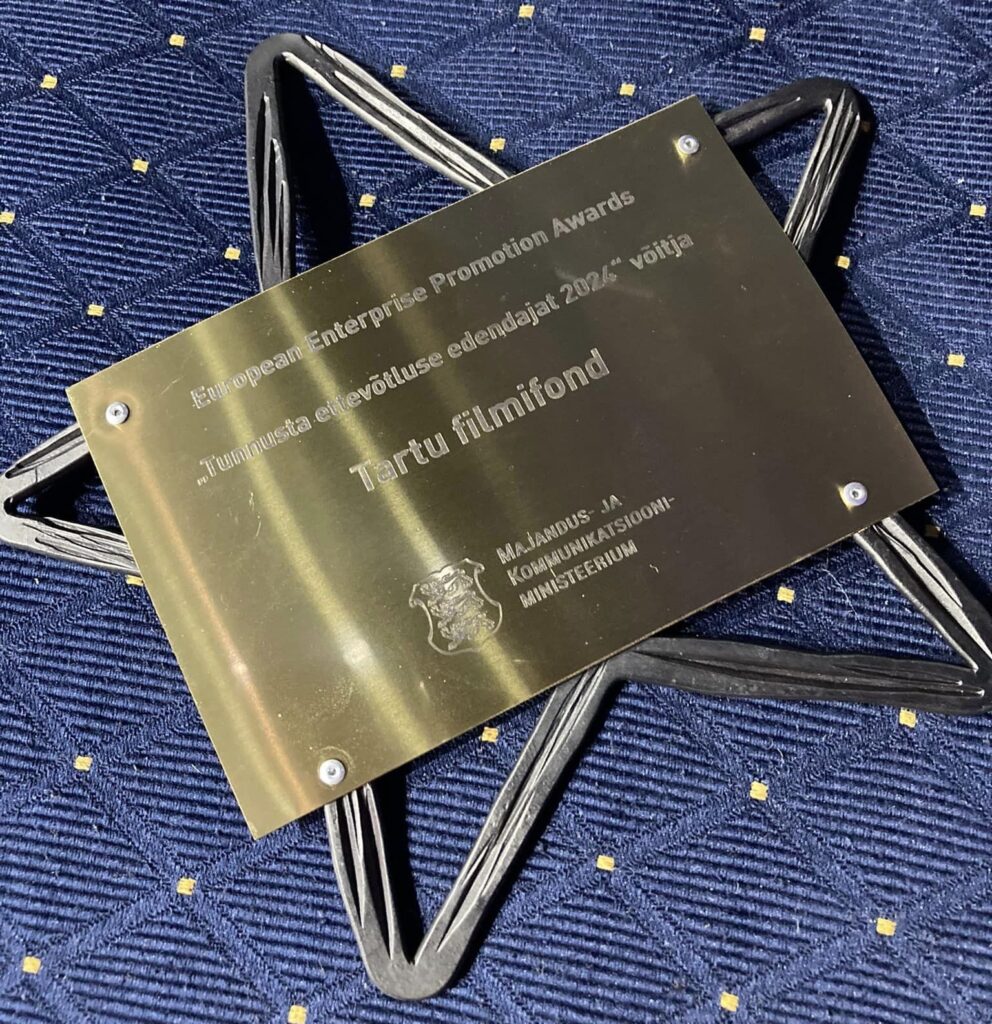 European Enterprise Promotion Awards
„Tunnusta ettevõtluse edendajat 2024“ võitja
Tartu filmifond
MAJANDUS- JA
KOMMUNIKATSIOONI-
MINISTEERIUM